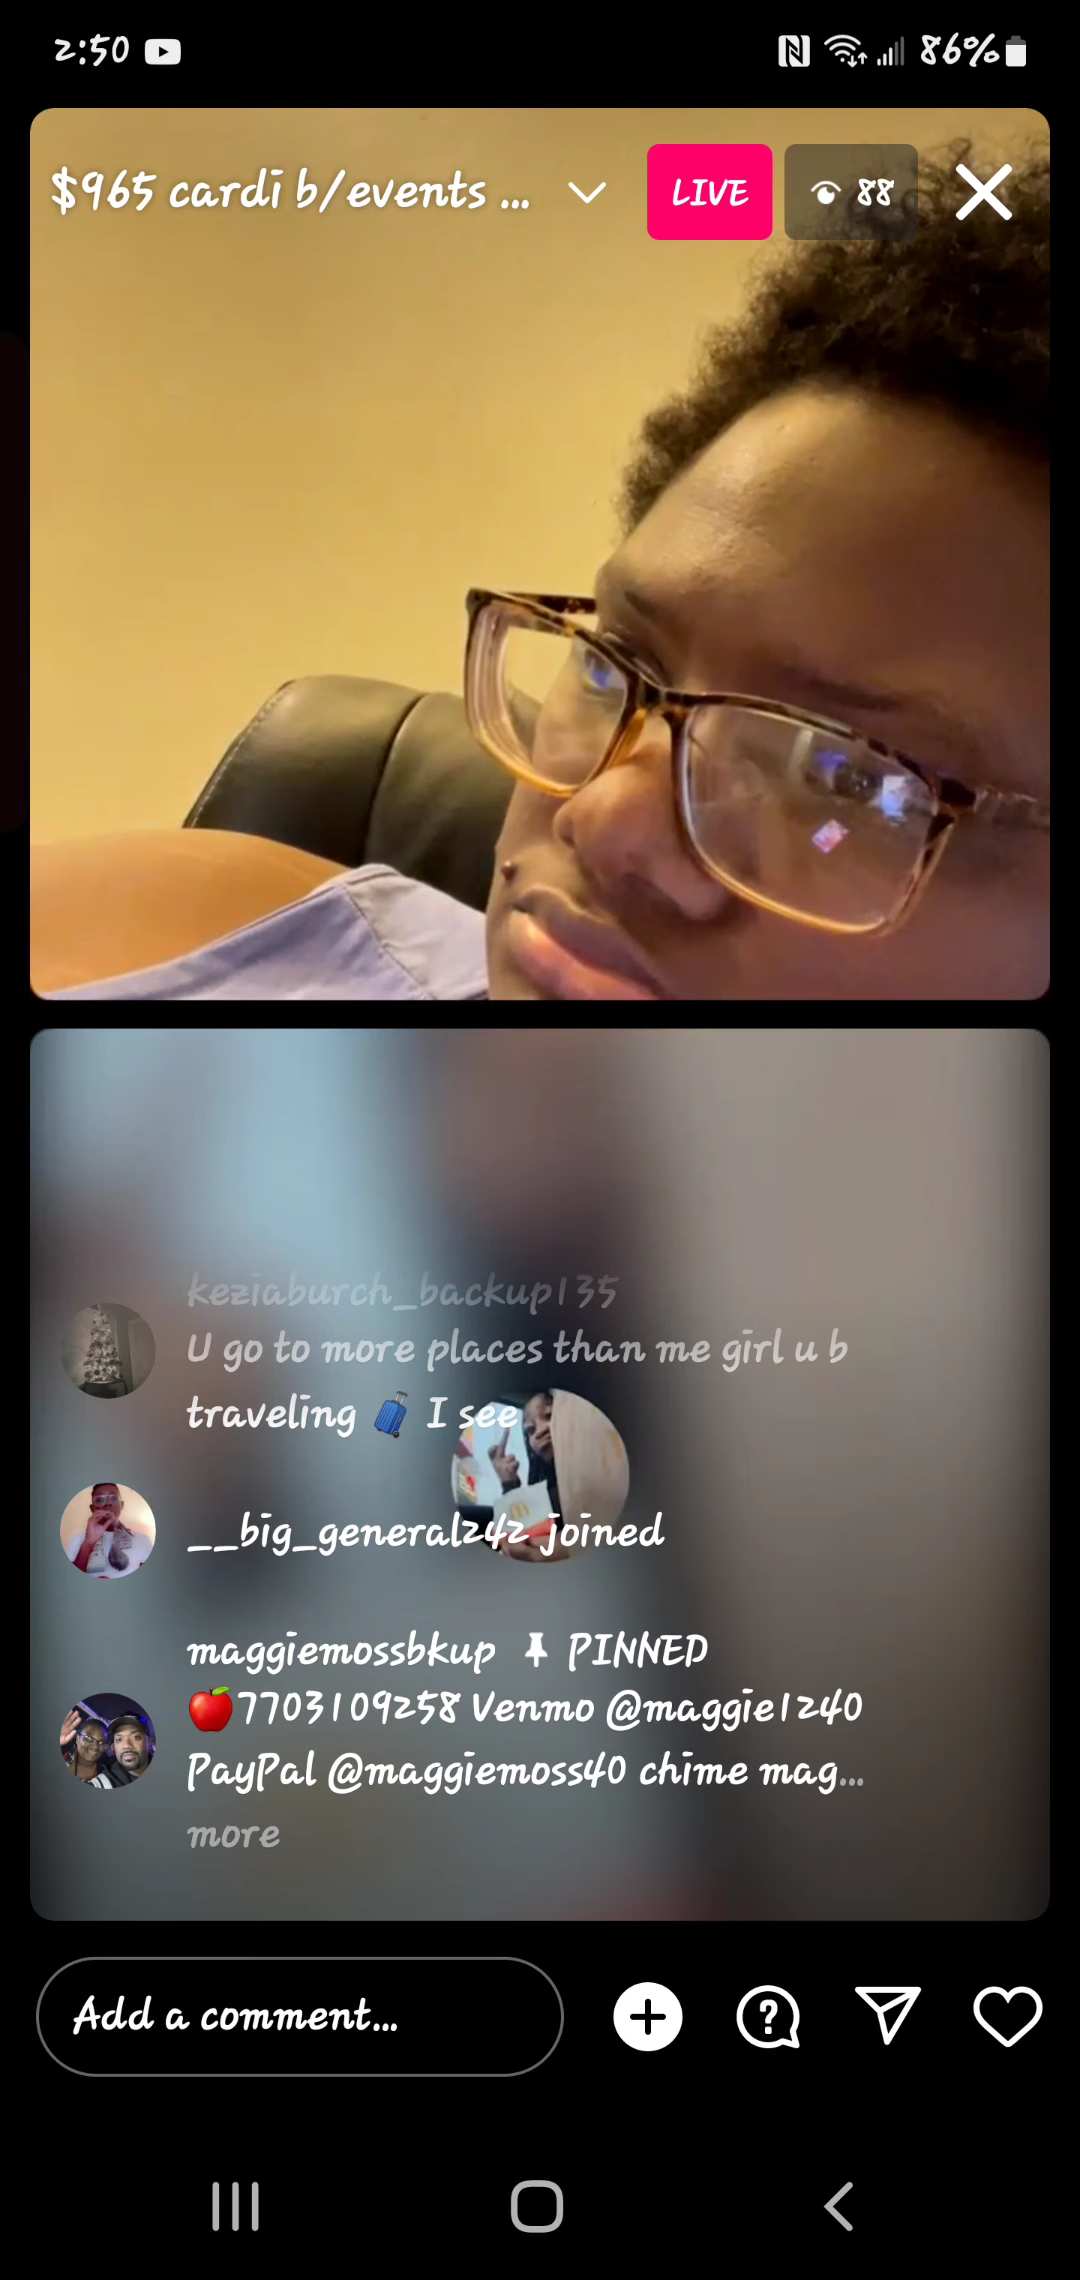 2:50
86%
$965 cardi b/events ...
LIVE
88
keziaburch_backup135
U go to more places than me girl u b
traveling 🧳 I see
__big_general242 joined
maggiemossbkup 📌 PINNED
🍎7703109258 Venmo @maggie1240
PayPal @maggiemoss40 chime mag...
more
Add a comment...